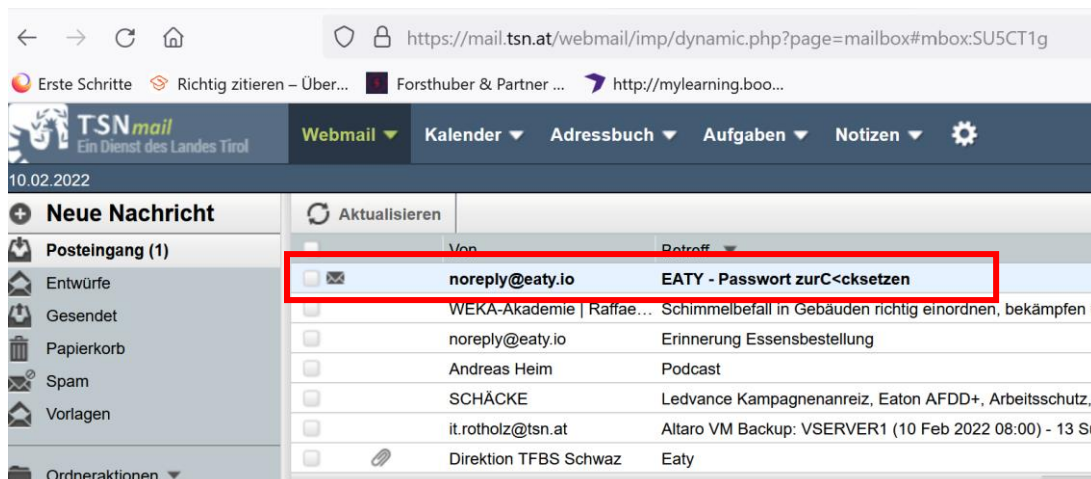 https://mail.tsn.at/webmail/imp/dynamic.php?page=mailbox#mbox:SU5CT1g
Erste Schritte Richtig zitieren – Über... Forsthuber & Partner ... http://mylearning.boo...
TSNmail
Ein Dienst des Landes Tirol
Webmail Kalender Adressbuch Aufgaben Notizen
10.02.2022
Neue Nachricht Aktualisieren
Posteingang (1) Von Betreff
noreply@eaty.io EATY - Passwort zurC<cksetzen
Entwürfe
WEKA-Akademie | Raffae... Schimmelbefall in Gebäuden richtig einordnen, bekämpfen
Gesendet
noreply@eaty.io Erinnerung Essensbestellung
Papierkorb
Andreas Heim Podcast
Spam
SCHÄCKE Ledvance Kampagnenanreiz, Eaton AFDD+, Arbeitsschutz,
Vorlagen
it.rotholz@tsn.at Altaro VM Backup: VSERVER1 (10 Feb 2022 08:00) - 13 Su
Direktion TFBS Schwaz Eaty
Ordneraktionen